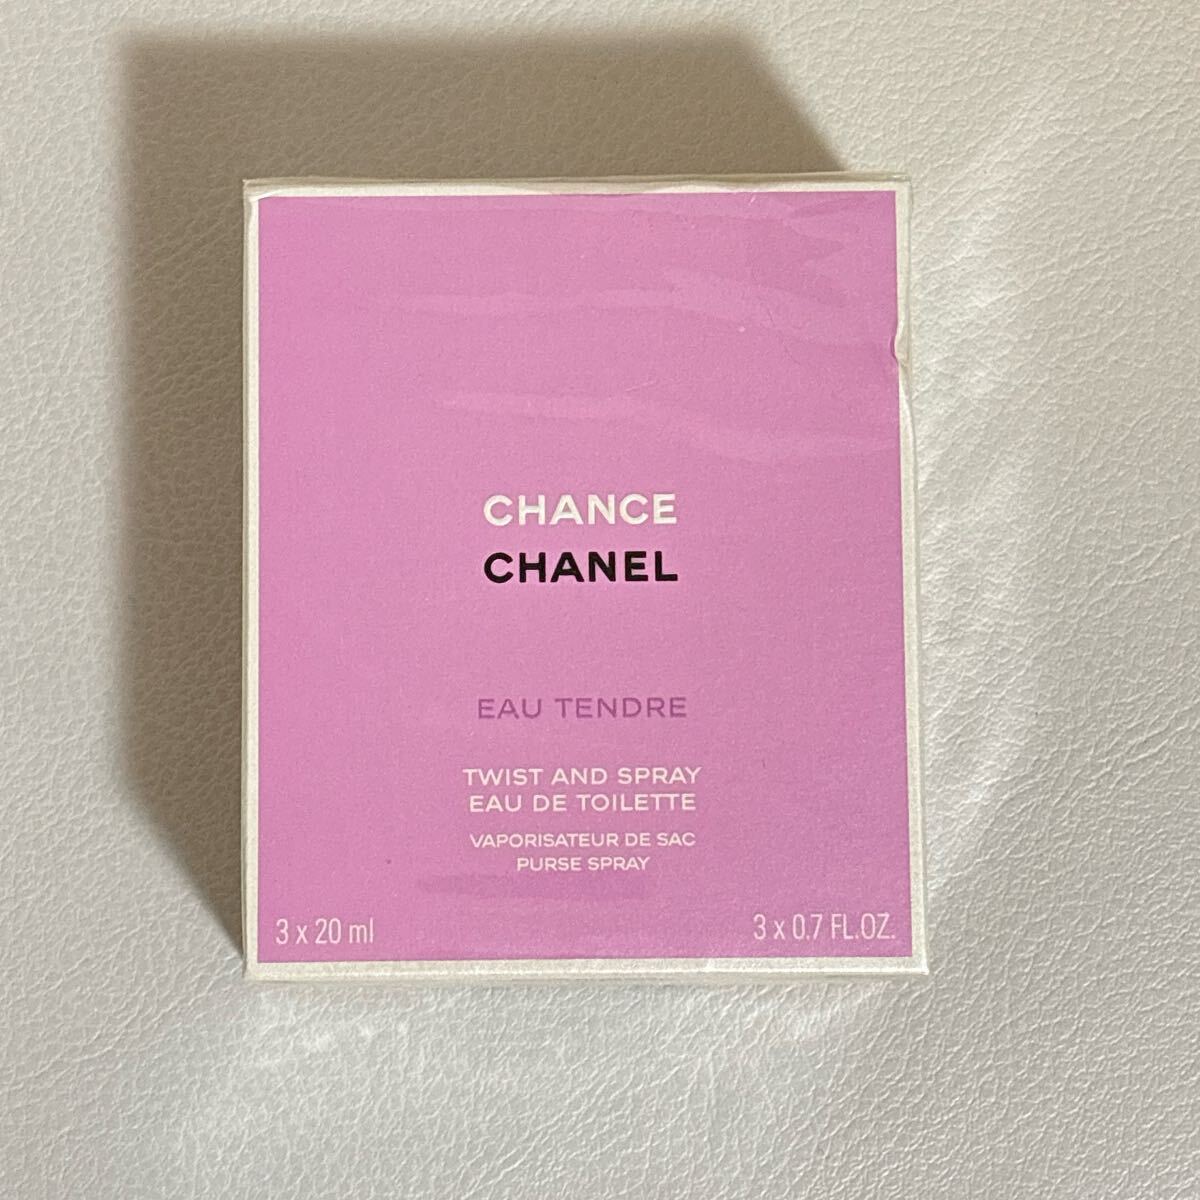 CHANCE
CHANEL
EAU TENDRE
TWIST AND SPRAY
EAU DE TOILETTE
VAPORISATEUR DE SAC
PURSE SPRAY
3 x 20 ml 3 x 0.7 FL.OZ.